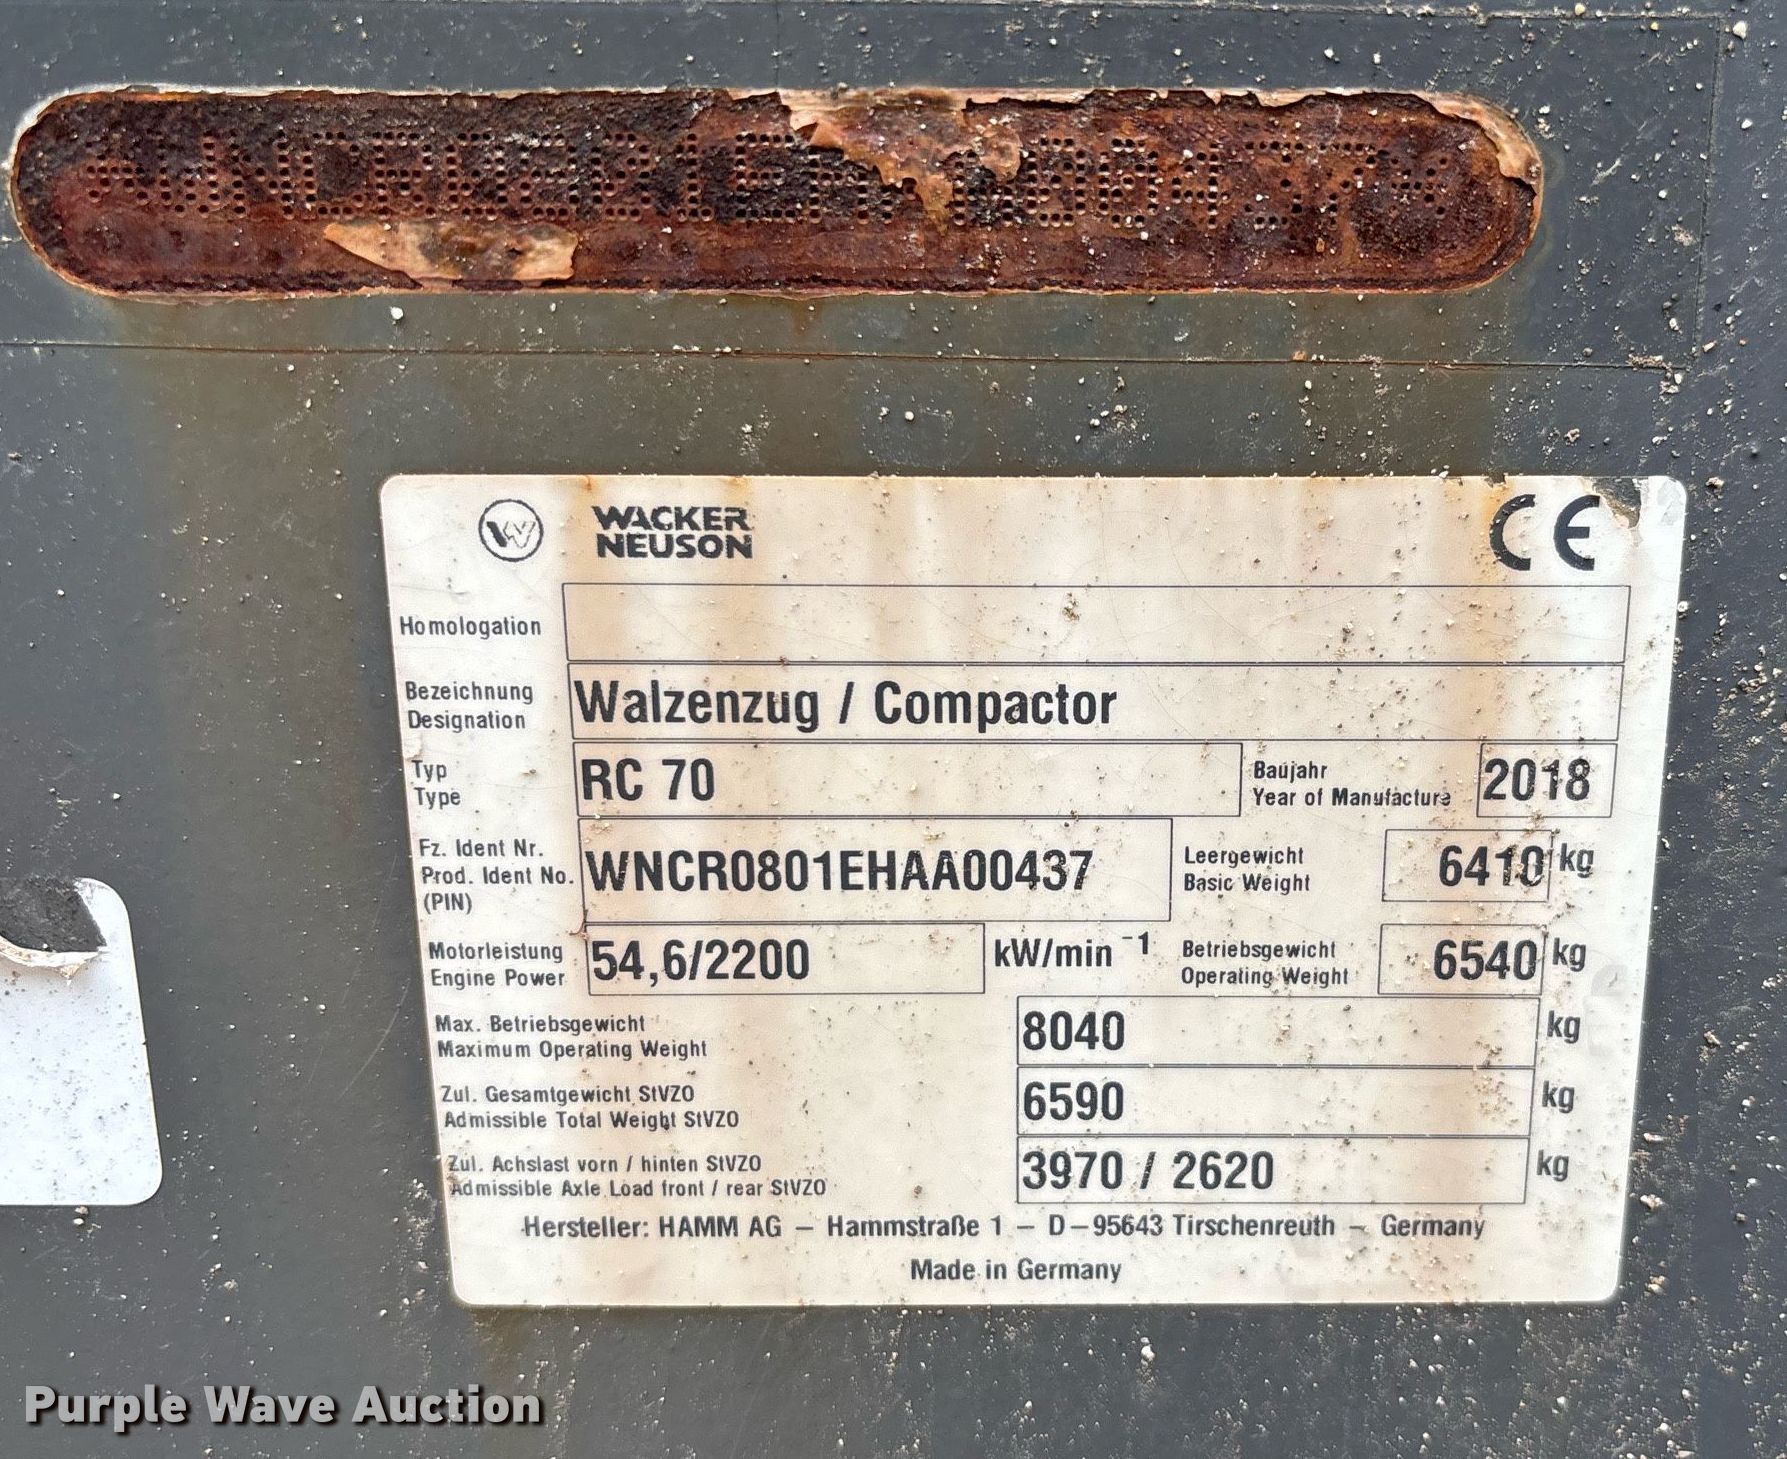 WACKER
NEUSON
CE
Homologation
Bezeichnung
Designation
Walzenzug / Compactor
Typ
Type
RC 70
Baujahr
Year of Manufacture
2018
Fz. Ident Nr.
Prod. Ident No.
(PIN)
WNCR0801EHAA00437
Leergewicht
Basic Weight
6410 kg
Motorleistung
Engine Power
54,6/2200 kW/min⁻¹
Betriebsgewicht
Operating Weight
6540 kg
Max. Betriebsgewicht
Maximum Operating Weight
8040 kg
Zul. Gesamtgewicht StVZO
Admissible Total Weight StVZO
6590 kg
Zul. Achslast vorn / hinten StVZO
Admissible Axle Load front / rear StVZO
3970 / 2620 kg
Hersteller: HAMM AG – Hammstraße 1 – D–95643 Tirschenreuth – Germany
Made in Germany
Purple Wave Auction